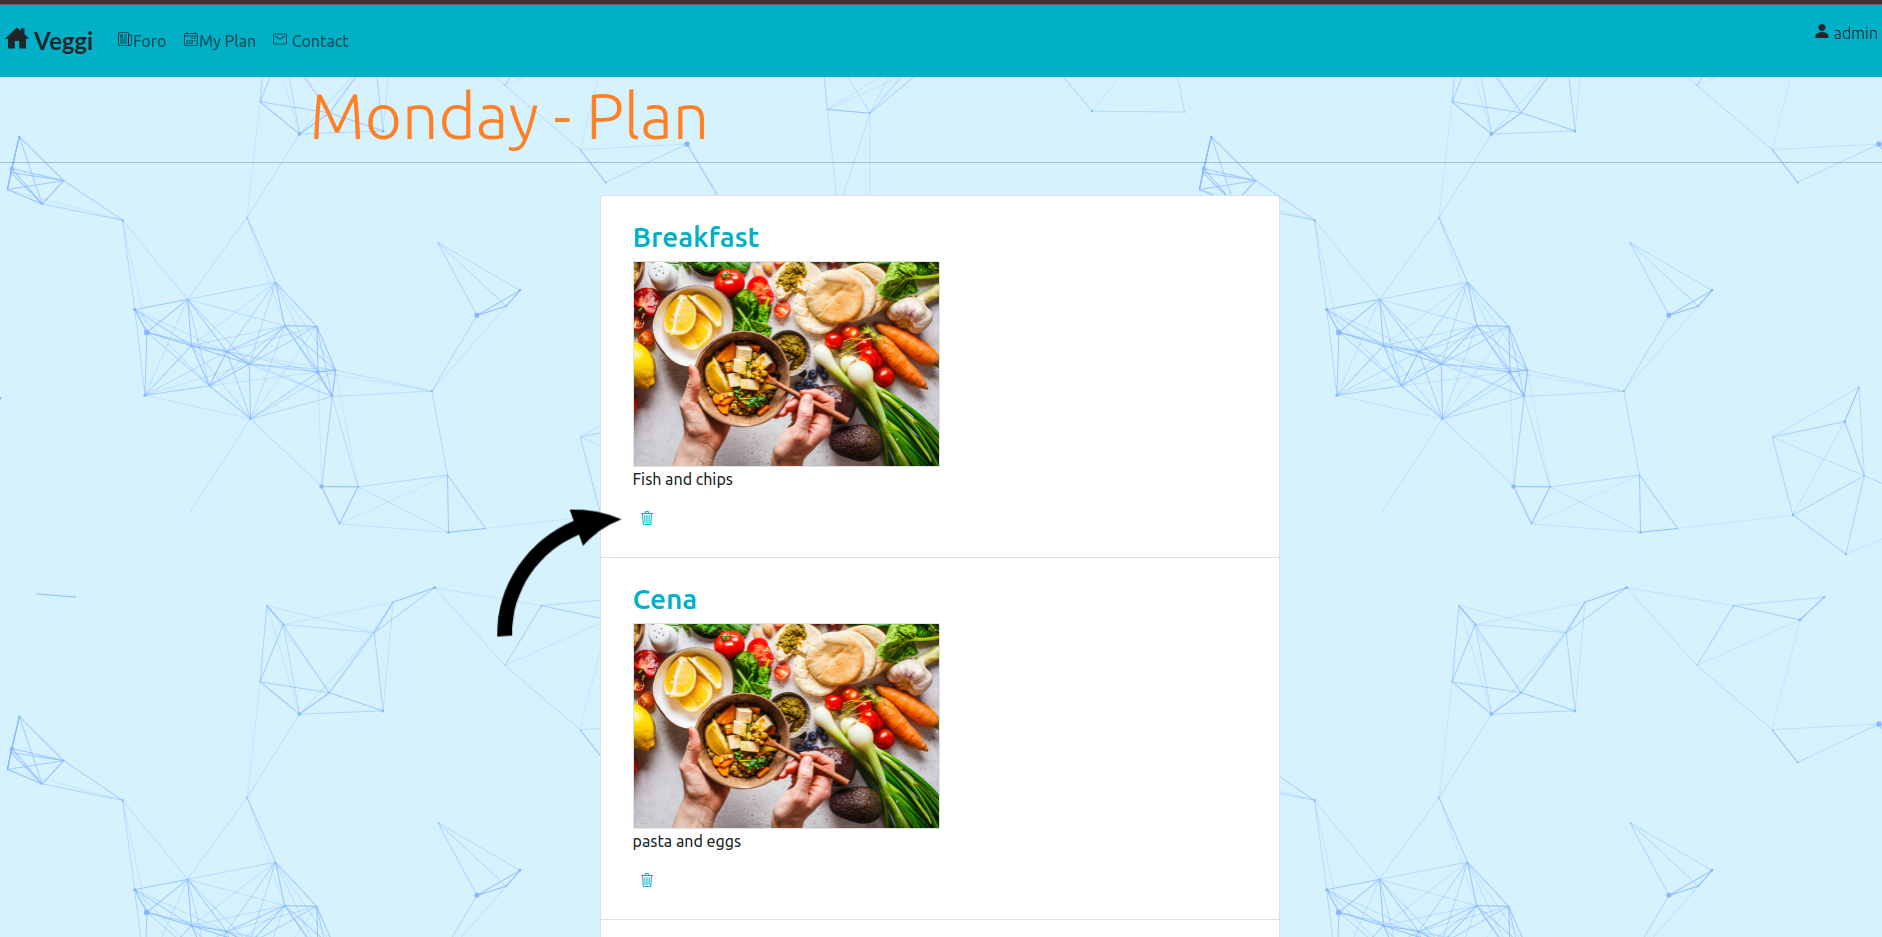 Veggi Foro My Plan Contact admin
Monday - Plan
Breakfast
Fish and chips
Cena
pasta and eggs